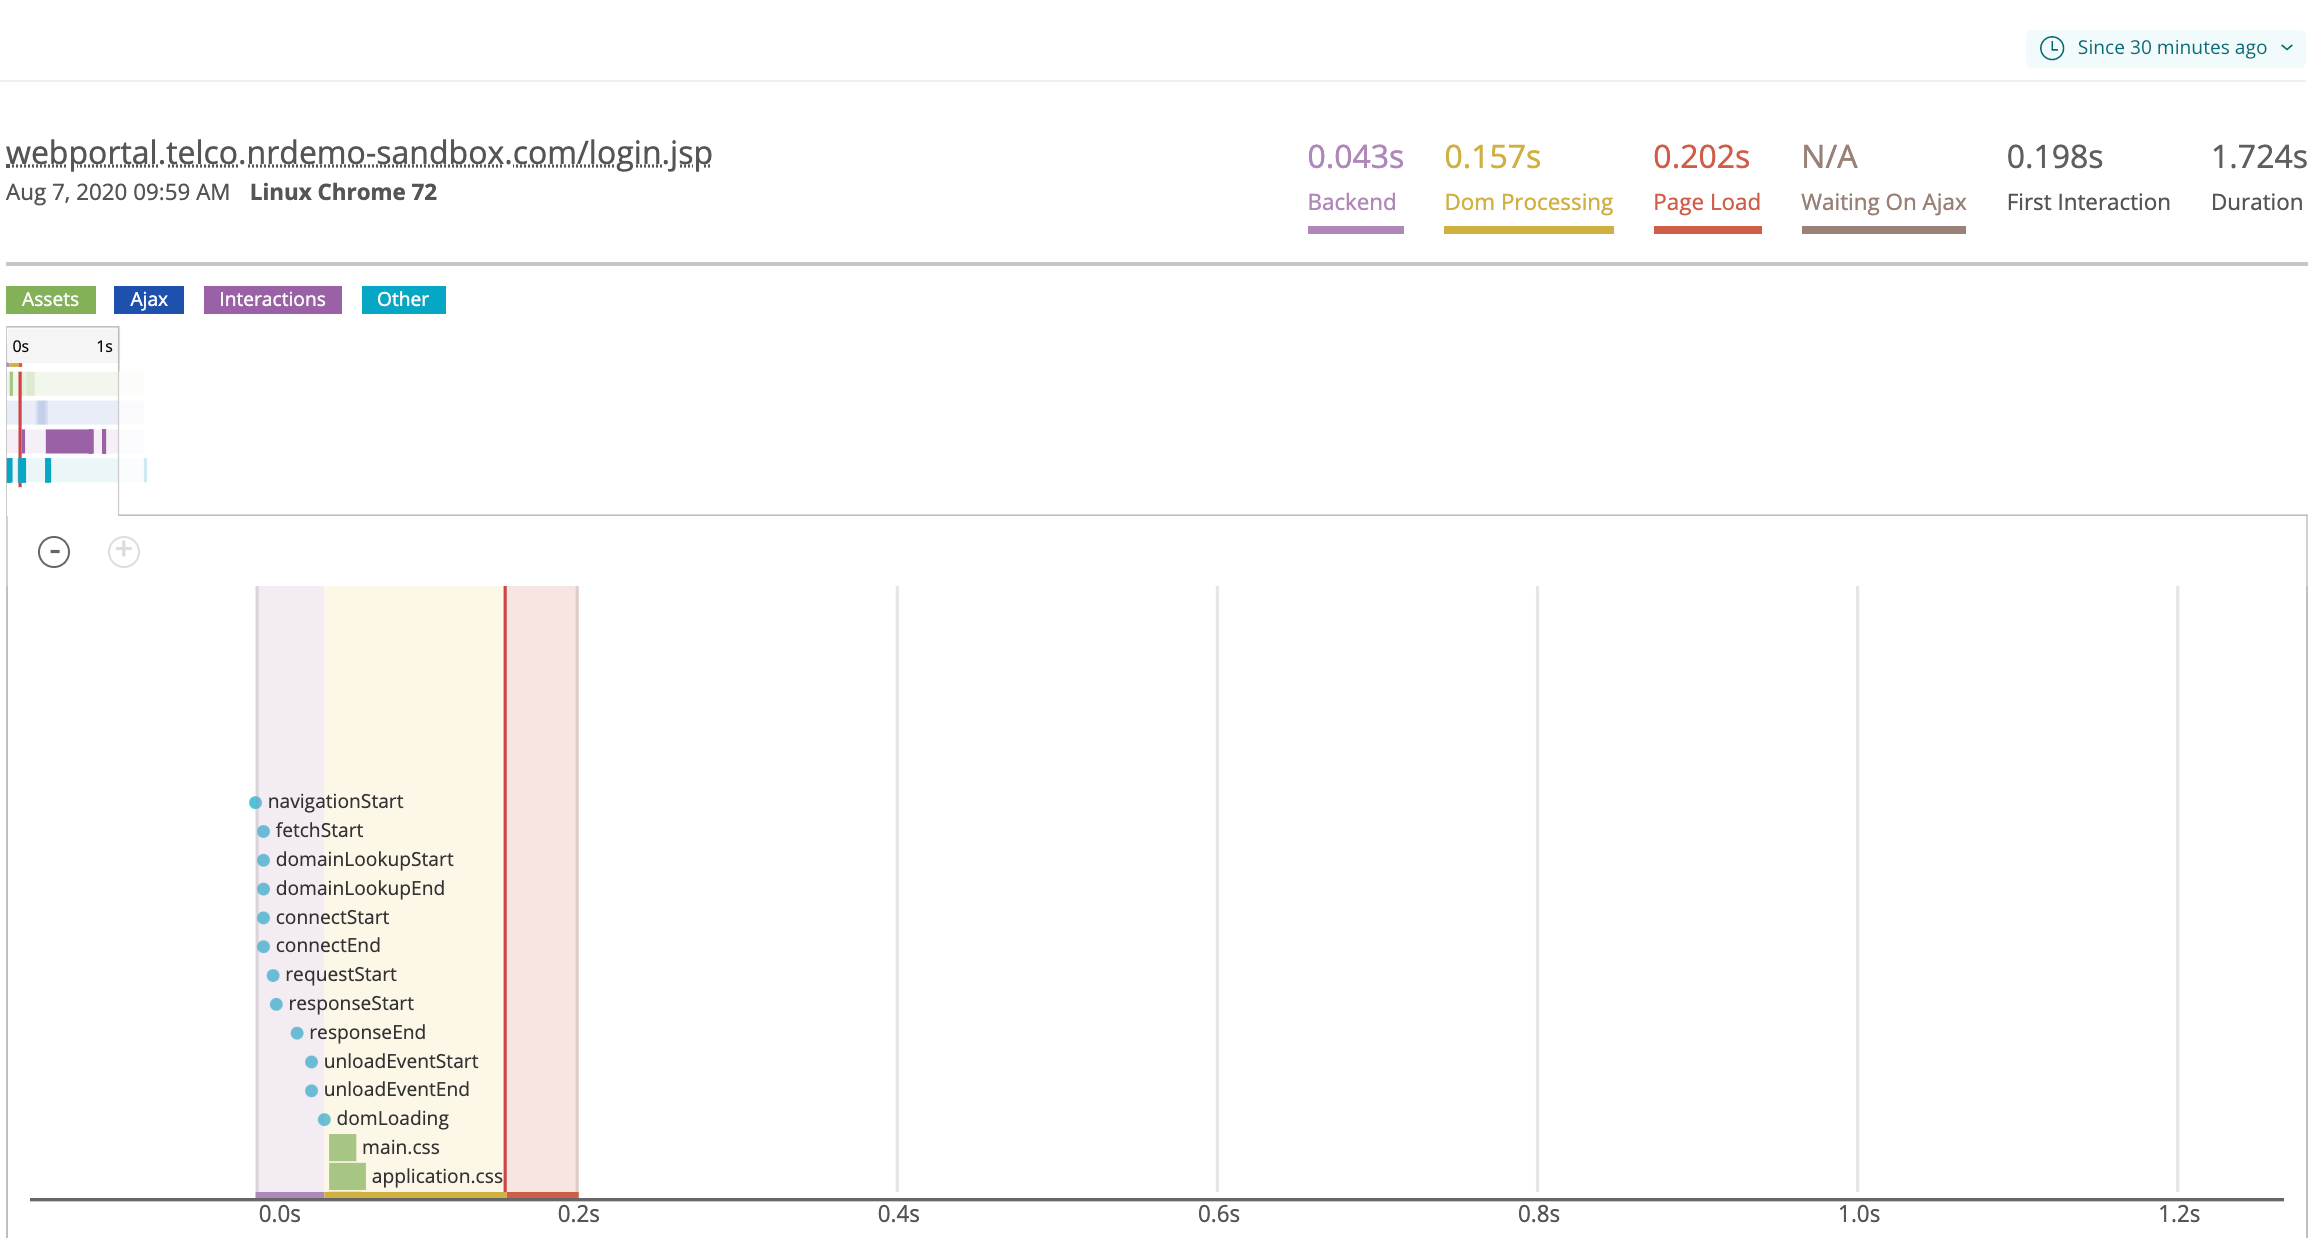 Since 30 minutes ago
webportal.telco.nrdemo-sandbox.com/login.jsp
Aug 7, 2020 09:59 AM Linux Chrome 72
0.043s 0.157s 0.202s N/A 0.198s 1.724s
Backend Dom Processing Page Load Waiting On Ajax First Interaction Duration
Assets Ajax Interactions Other
0s 1s
- +
navigationStart
fetchStart
domainLookupStart
domainLookupEnd
connectStart
connectEnd
requestStart
responseStart
responseEnd
unloadEventStart
unloadEventEnd
domLoading
main.css
application.css
0.0s 0.2s 0.4s 0.6s 0.8s 1.0s 1.2s